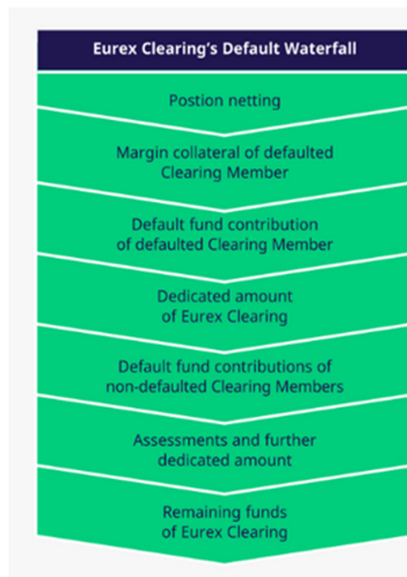 Eurex Clearing's Default Waterfall
Postion netting
Margin collateral of defaulted
Clearing Member
Default fund contribution
of defaulted Clearing Member
Dedicated amount
of Eurex Clearing
Default fund contributions of
non-defaulted Clearing Members
Assessments and further
dedicated amount
Remaining funds
of Eurex Clearing